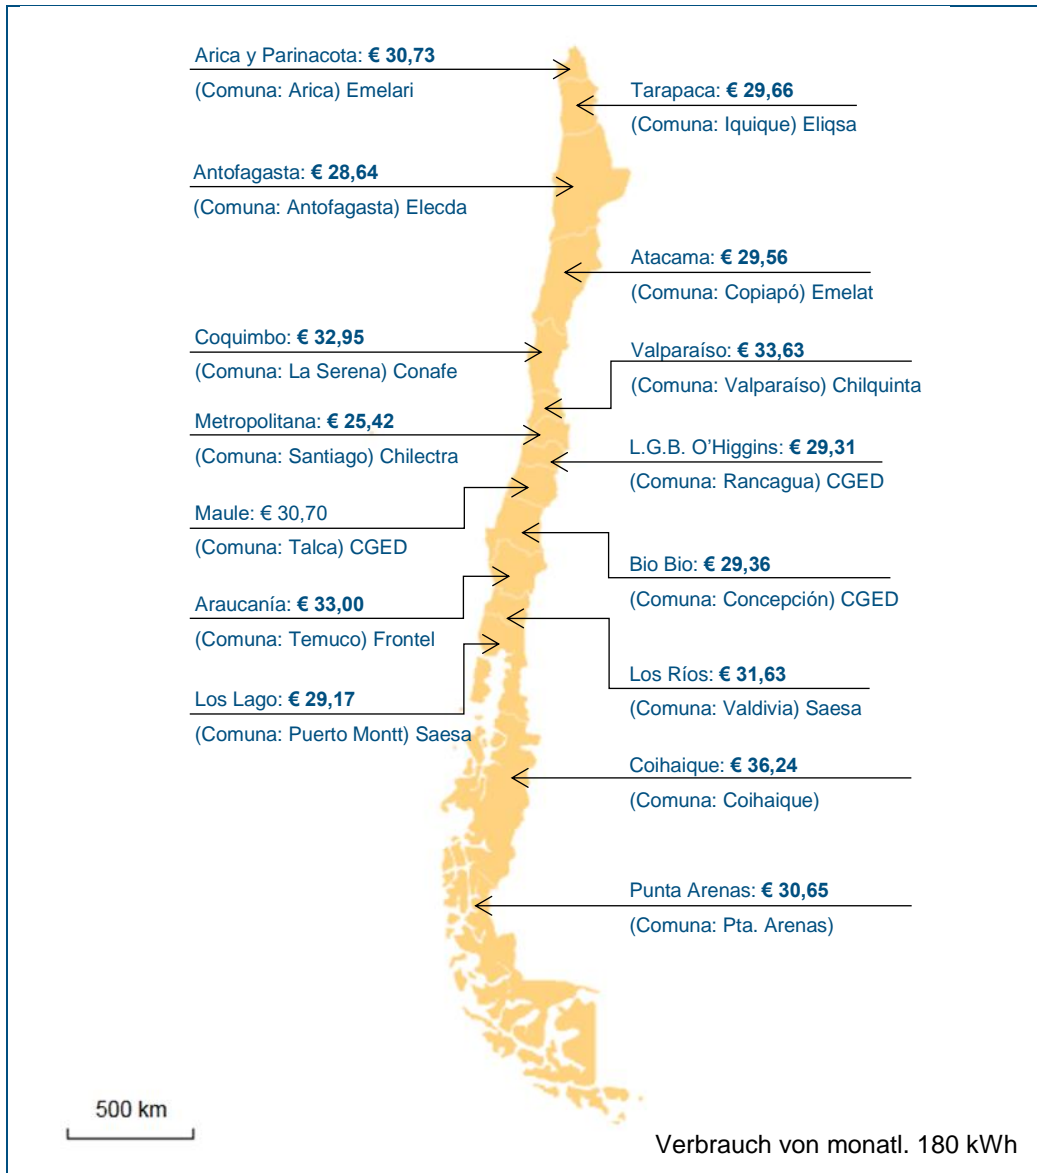 Arica y Parinacota: € 30,73
(Comuna: Arica) Emelari
Tarapaca: € 29,66
(Comuna: Iquique) Eliqsa
Antofagasta: € 28,64
(Comuna: Antofagasta) Elecda
Atacama: € 29,56
(Comuna: Copiapó) Emelat
Coquimbo: € 32,95
(Comuna: La Serena) Conafe
Valparaíso: € 33,63
(Comuna: Valparaíso) Chilquinta
Metropolitana: € 25,42
(Comuna: Santiago) Chilectra
L.G.B. O’Higgins: € 29,31
(Comuna: Rancagua) CGED
Maule: € 30,70
(Comuna: Talca) CGED
Bio Bio: € 29,36
(Comuna: Concepción) CGED
Araucanía: € 33,00
(Comuna: Temuco) Frontel
Los Ríos: € 31,63
(Comuna: Valdivia) Saesa
Los Lago: € 29,17
(Comuna: Puerto Montt) Saesa
Coihaique: € 36,24
(Comuna: Coihaique)
Punta Arenas: € 30,65
(Comuna: Pta. Arenas)
500 km
Verbrauch von monatl. 180 kWh